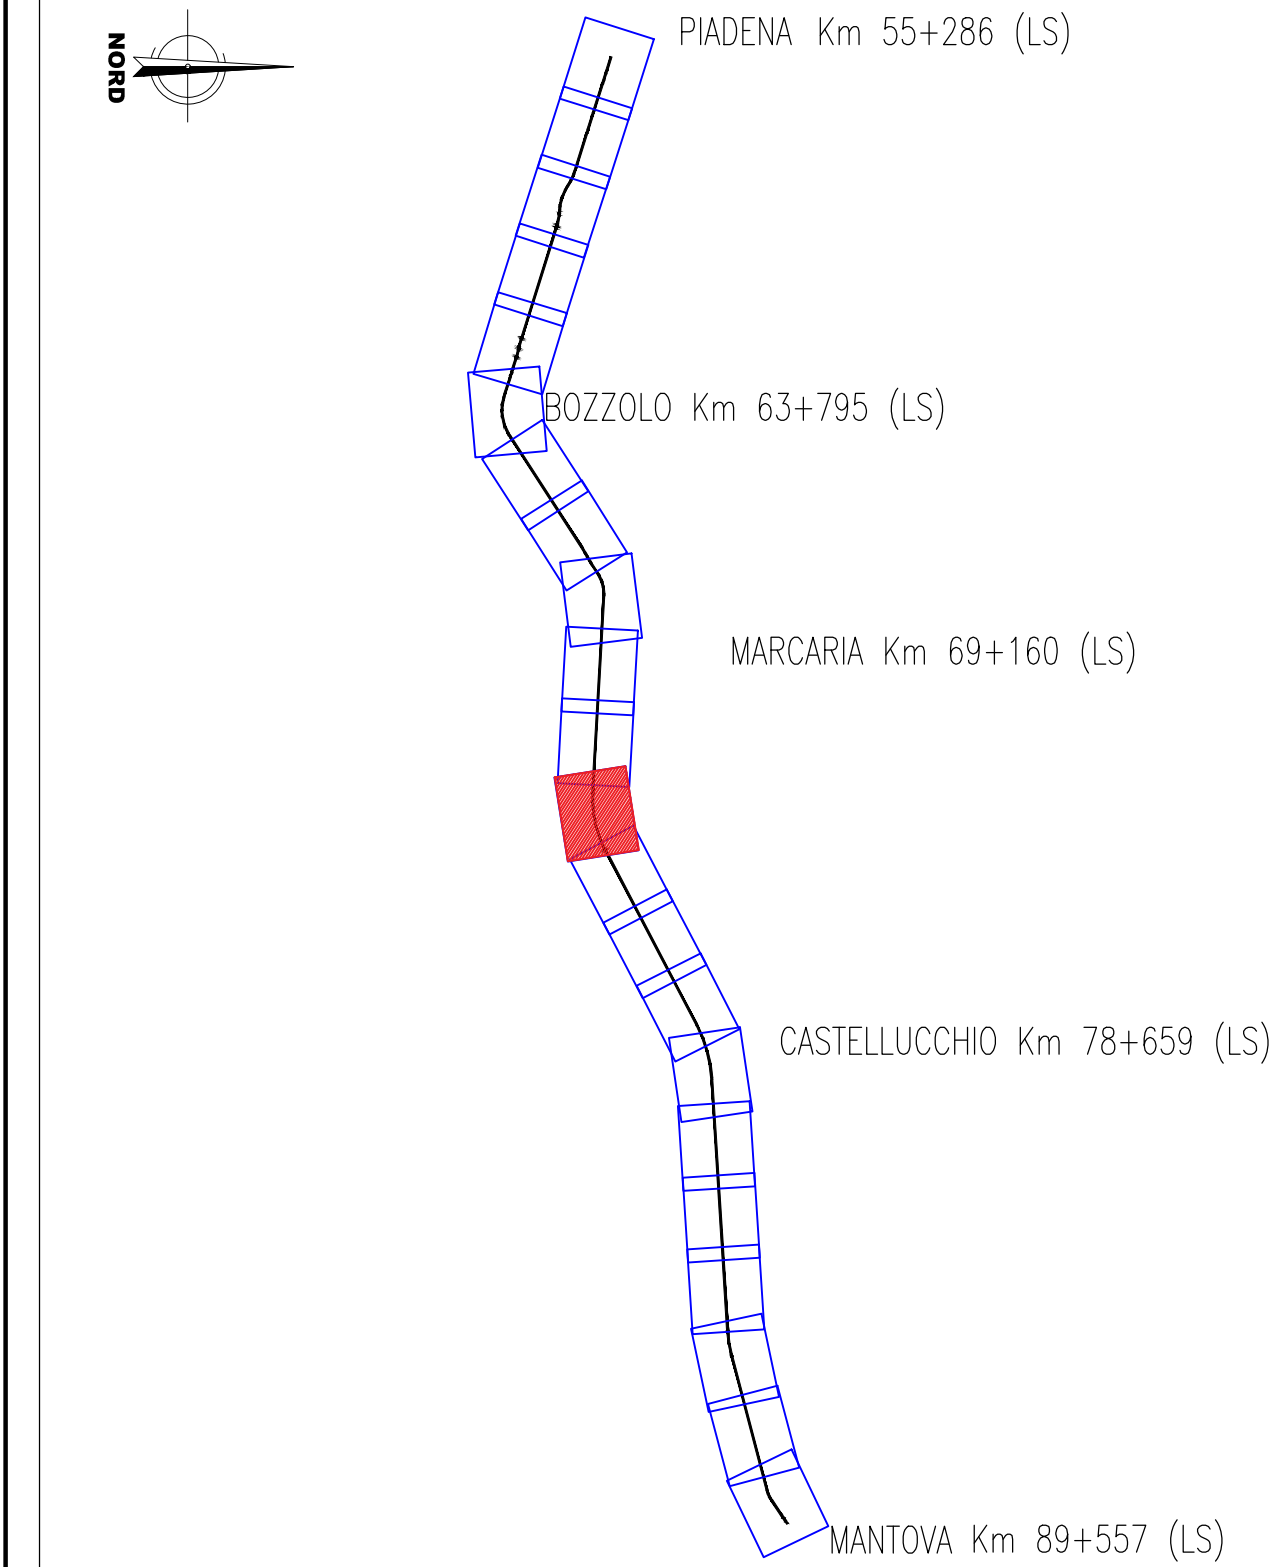 PIADENA Km 55+286 (LS)
NORD
BOZZOLO Km 63+795 (LS)
MARCARIA Km 69+160 (LS)
CASTELLUCCHIO Km 78+659 (LS)
MANTOVA Km 89+557 (LS)